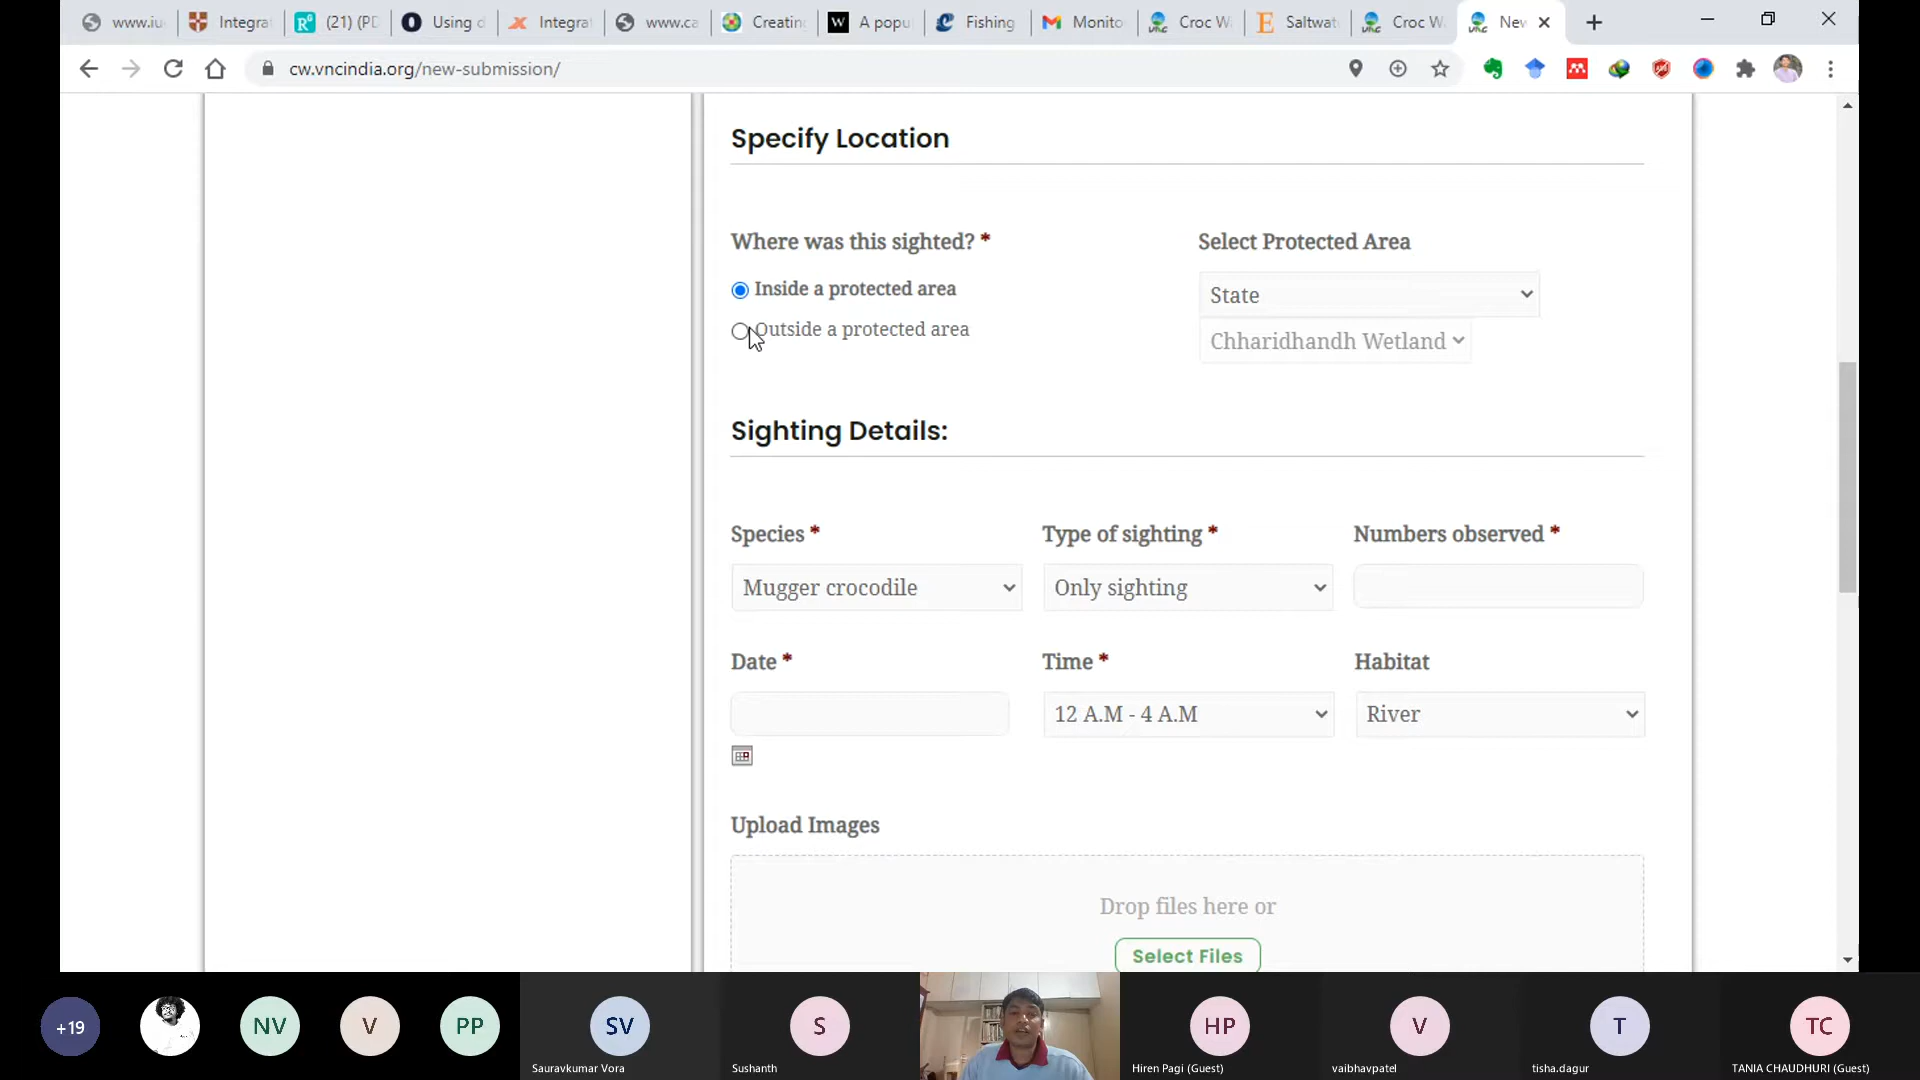 www.iu
Integra
(21) (PD
Using d
Integra
www.ca
Creatin
A popu
Fishing
Monito
Croc W
Saltwat
Croc W
New
cw.vncindia.org/new-submission/
Specify Location
Where was this sighted? *
Select Protected Area
Inside a protected area
State
Outside a protected area
Chharidhandh Wetland
Sighting Details:
Species *
Type of sighting *
Numbers observed *
Mugger crocodile
Only sighting
Date *
Time *
Habitat
12 A.M - 4 A.M
River
Upload Images
Drop files here or
Select Files
+19
NV
V
PP
SV
S
HP
V
T
TC
Sauravkumar Vora
Sushanth
Hiren Pagi (Guest)
vaibhavpatel
tisha.dagur
TANIA CHAUDHURI (Guest)